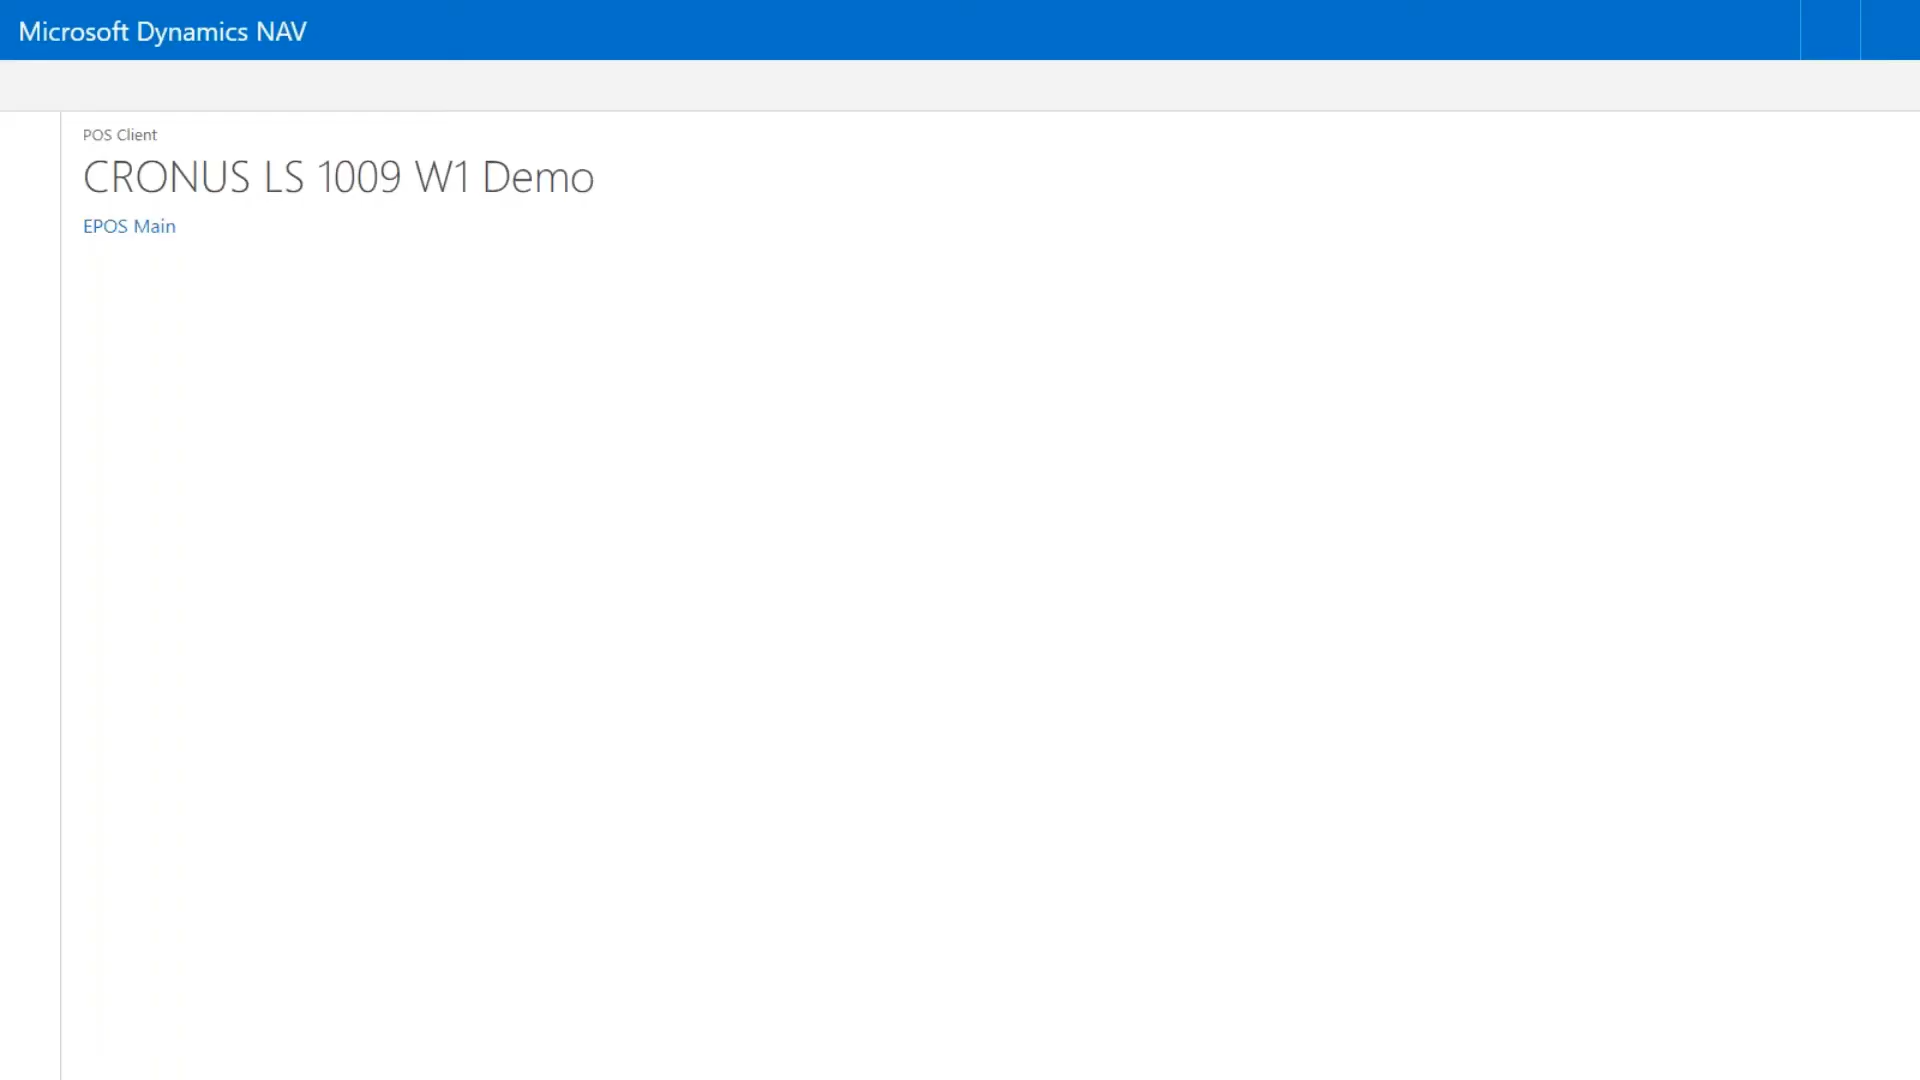 Microsoft Dynamics NAV
POS Client
CRONUS LS 1009 W1 Demo
EPOS Main